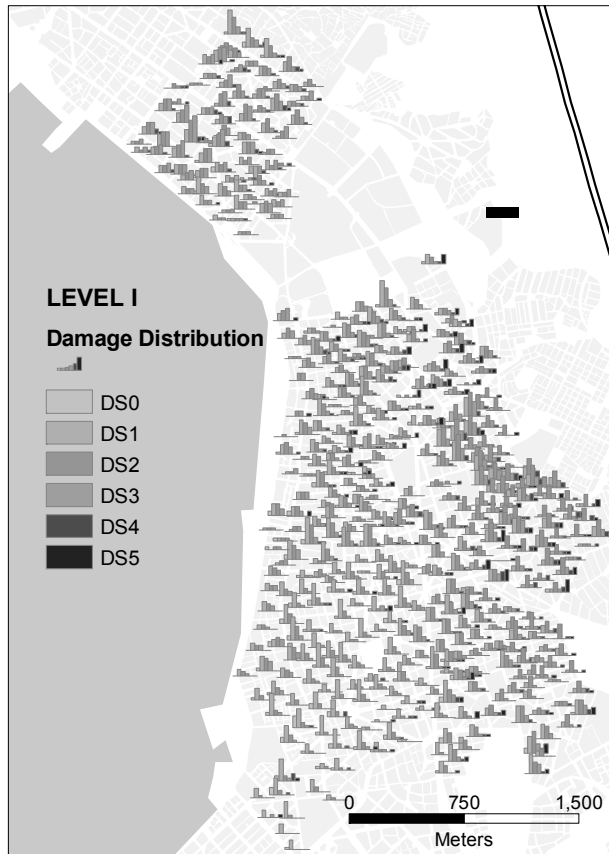 LEVEL I
Damage Distribution
DS0
DS1
DS2
DS3
DS4
DS5
0 750 1,500
Meters